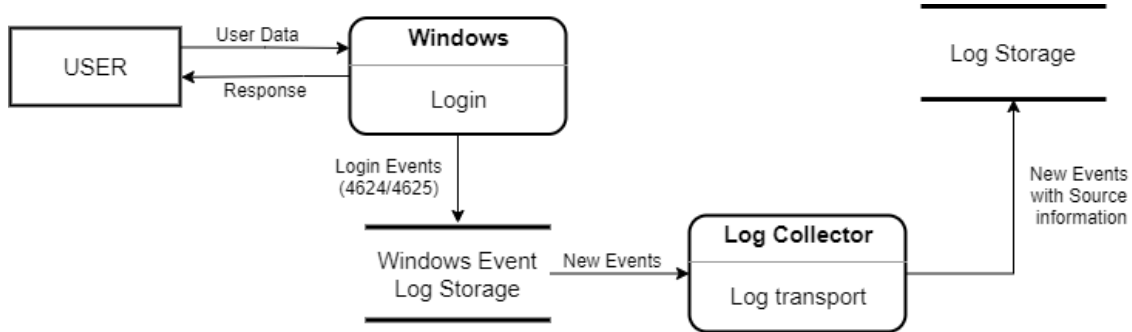 USER
User Data
Response
Windows
Login
Log Storage
Login Events
(4624/4625)
New Events
with Source
information
Windows Event
Log Storage
New Events
Log Collector
Log transport